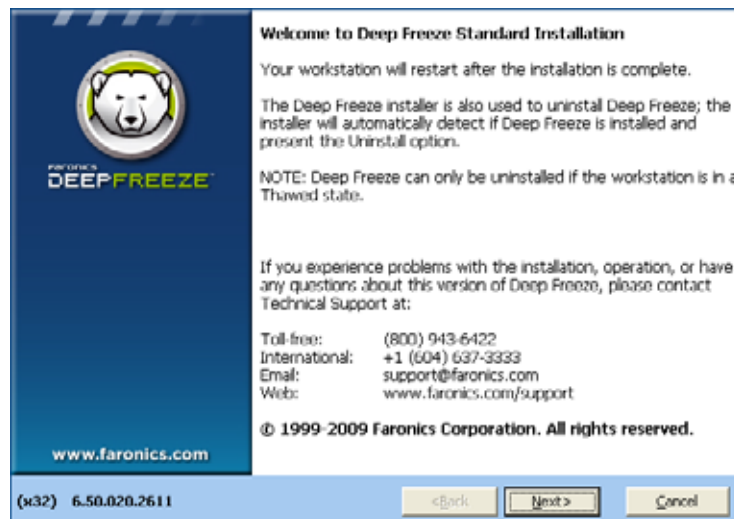 Welcome to Deep Freeze Standard Installation
Your workstation will restart after the installation is complete.
The Deep Freeze installer is also used to uninstall Deep Freeze; the
installer will automatically detect if Deep Freeze is installed and
present the Uninstall option.
NOTE: Deep Freeze can only be uninstalled if the workstation is in a
Thawed state.
FARONICS
DEEPFREEZE
If you experience problems with the installation, operation, or have
any questions about this version of Deep Freeze, please contact
Technical Support at:
Toll-free: (800) 943-6422
International: +1 (604) 637-3333
Email: support@faronics.com
Web: www.faronics.com/support
© 1999-2009 Faronics Corporation. All rights reserved.
www.faronics.com
(x32) 6.50.020.2611
<Back Next> Cancel